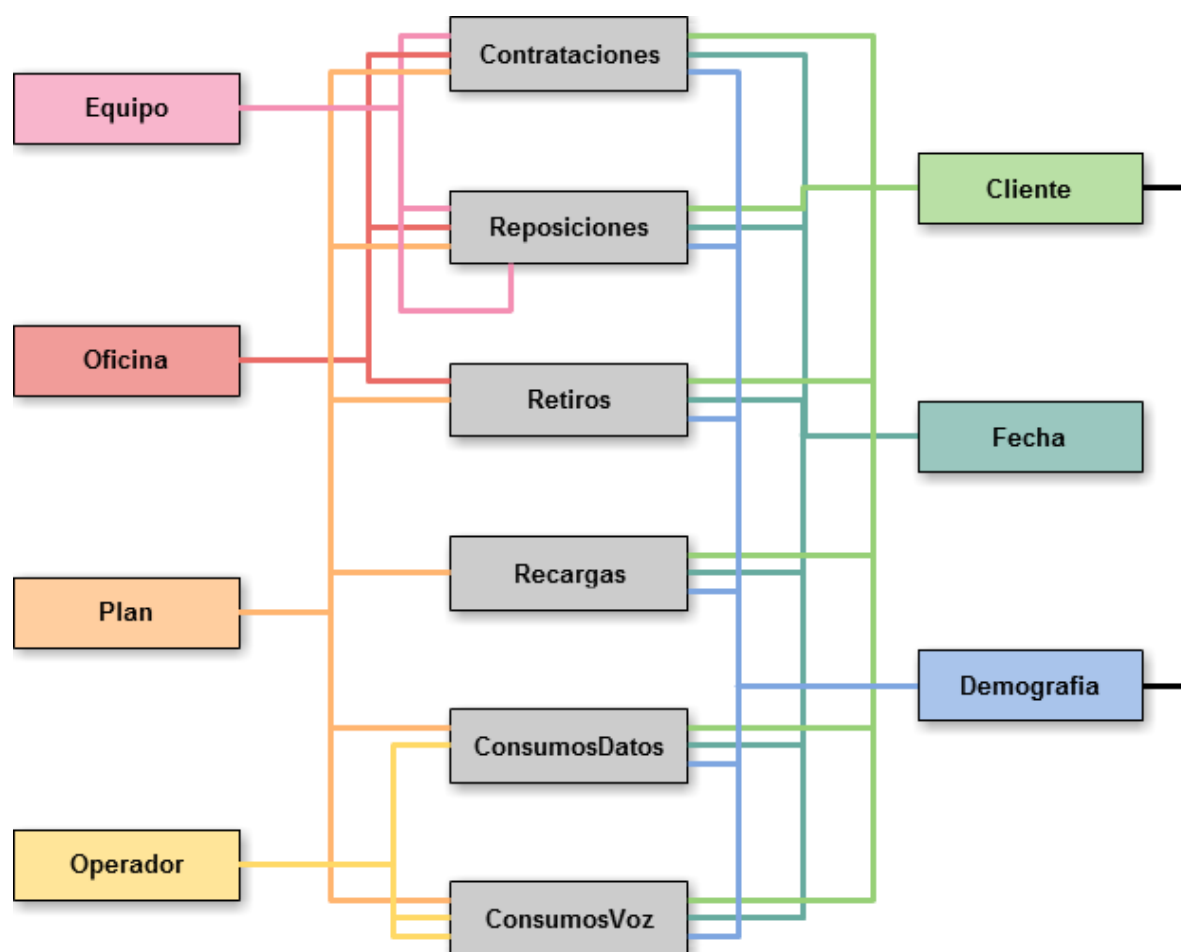 Contrataciones
Equipo
Cliente
Reposiciones
Oficina
Retiros
Fecha
Recargas
Plan
Demografia
ConsumosDatos
Operador
ConsumosVoz